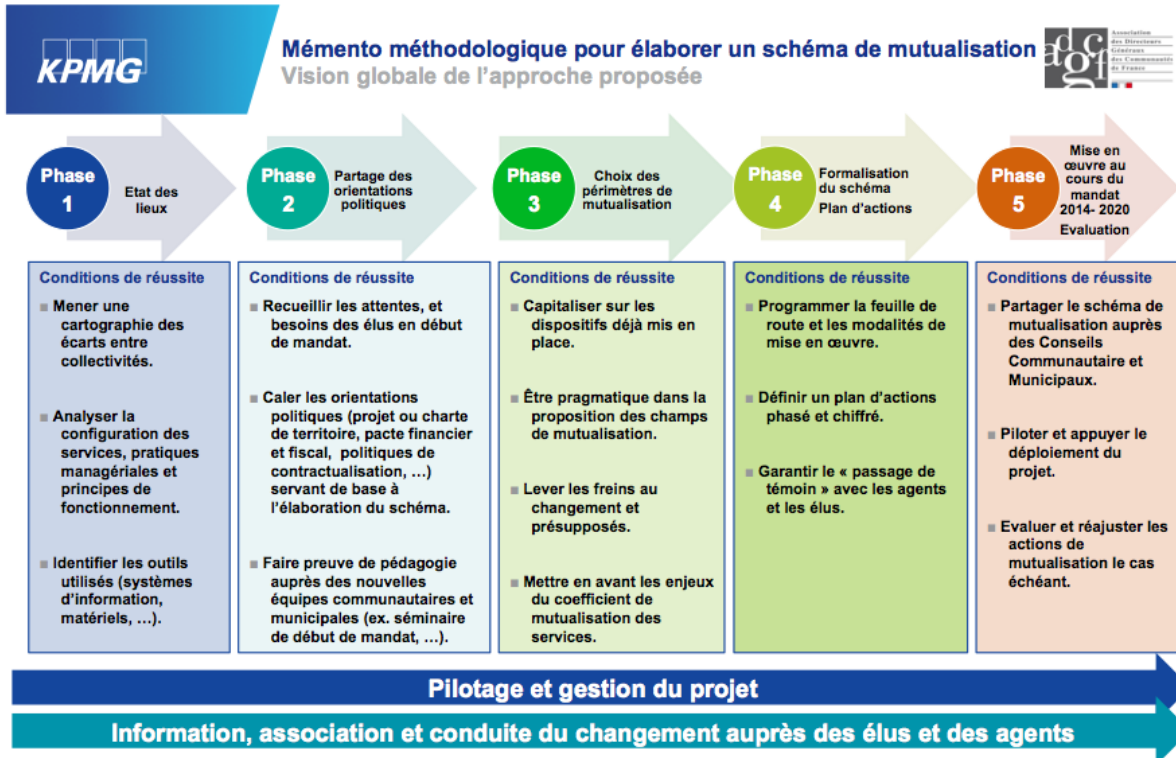 KPMG
Mémento méthodologique pour élaborer un schéma de mutualisation
Vision globale de l'approche proposée
adgcf
Association
des Directeurs
Généraux
des Communautés
de France
Phase
1
Etat des
lieux
Phase
2
Partage des
orientations
politiques
Phase
3
Choix des
périmètres de
mutualisation
Phase
4
Formalisation
du schéma
Plan d'actions
Phase
5
Mise en
œuvre au
cours du
mandat
2014- 2020
Evaluation
Conditions de réussite
■ Mener une
cartographie des
écarts entre
collectivités.
■ Analyser la
configuration des
services, pratiques
managériales et
principes de
fonctionnement.
■ Identifier les outils
utilisés (systèmes
d'information,
matériels, …).
Conditions de réussite
■ Recueillir les attentes, et
besoins des élus en début
de mandat.
■ Caler les orientations
politiques (projet ou charte
de territoire, pacte financier
et fiscal, politiques de
contractualisation, …)
servant de base à
l'élaboration du schéma.
■ Faire preuve de pédagogie
auprès des nouvelles
équipes communautaires et
municipales (ex. séminaire
de début de mandat, …).
Conditions de réussite
■ Capitaliser sur les
dispositifs déjà mis en
place.
■ Être pragmatique dans la
proposition des champs
de mutualisation.
■ Lever les freins au
changement et
présupposés.
■ Mettre en avant les enjeux
du coefficient de
mutualisation des
services.
Conditions de réussite
■ Programmer la feuille de
route et les modalités de
mise en œuvre.
■ Définir un plan d'actions
phasé et chiffré.
■ Garantir le « passage de
témoin » avec les agents
et les élus.
Conditions de réussite
■ Partager le schéma de
mutualisation auprès
des Conseils
Communautaire et
Municipaux.
■ Piloter et appuyer le
déploiement du
projet.
■ Evaluer et réajuster les
actions de
mutualisation le cas
échéant.
Pilotage et gestion du projet
Information, association et conduite du changement auprès des élus et des agents